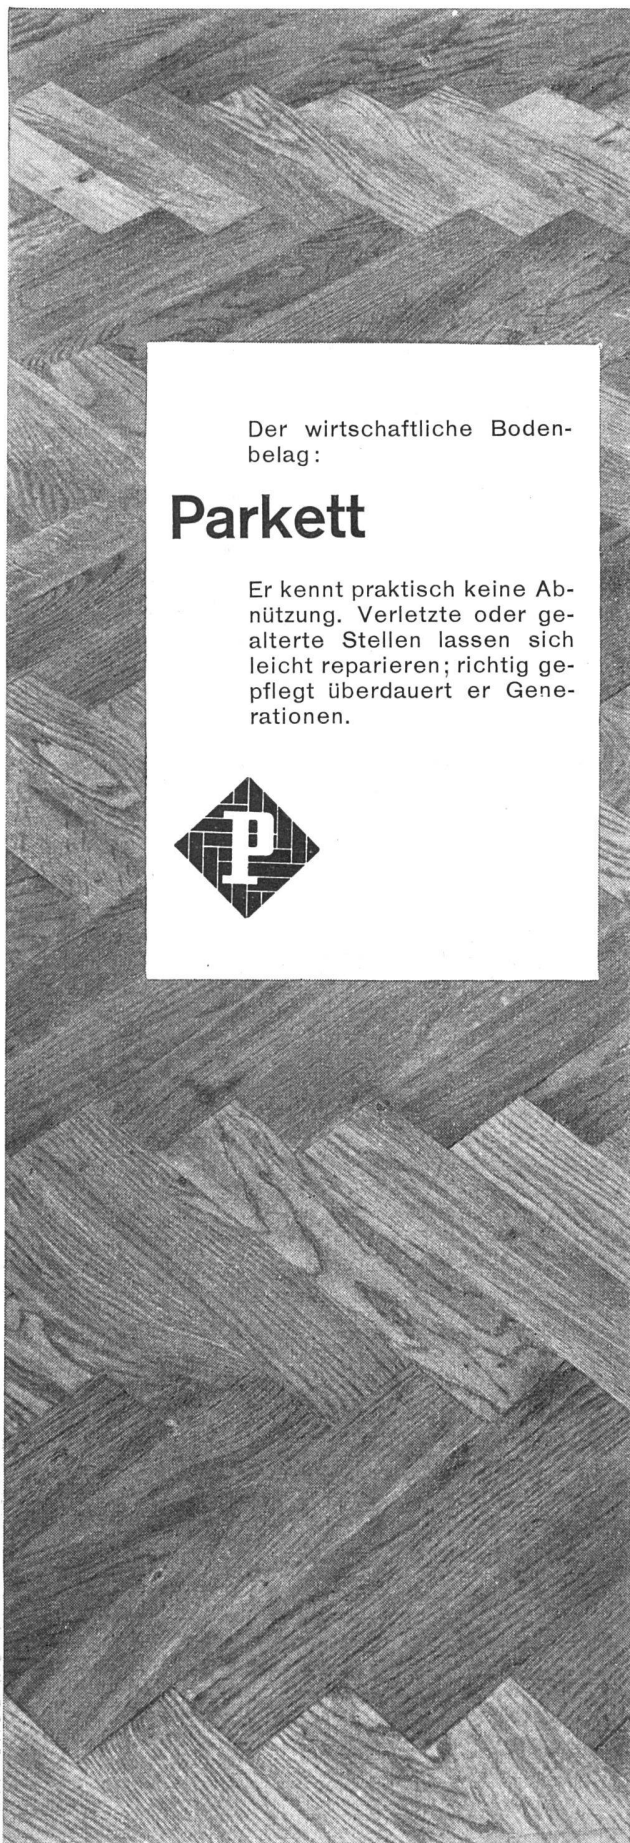 Der wirtschaftliche Boden-
belag:
Parkett
Er kennt praktisch keine Ab-
nützung. Verletzte oder ge-
alterte Stellen lassen sich
leicht reparieren; richtig ge-
pflegt überdauert er Gene-
rationen.
P